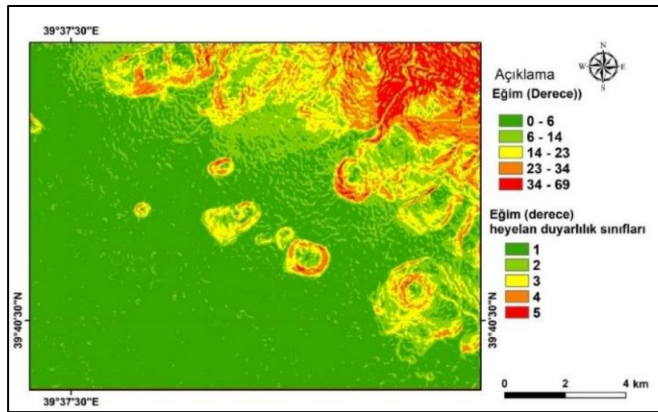 39°37'30"E
N
W E
S
Açıklama
Eğim (Derece))
0 - 6
6 - 14
14 - 23
23 - 34
34 - 69
Eğim (derece)
heyelan duyarlılık sınıfları
1
2
3
4
5
39°40'30"N
39°40'30"N
0 2 4 km
39°37'30"E